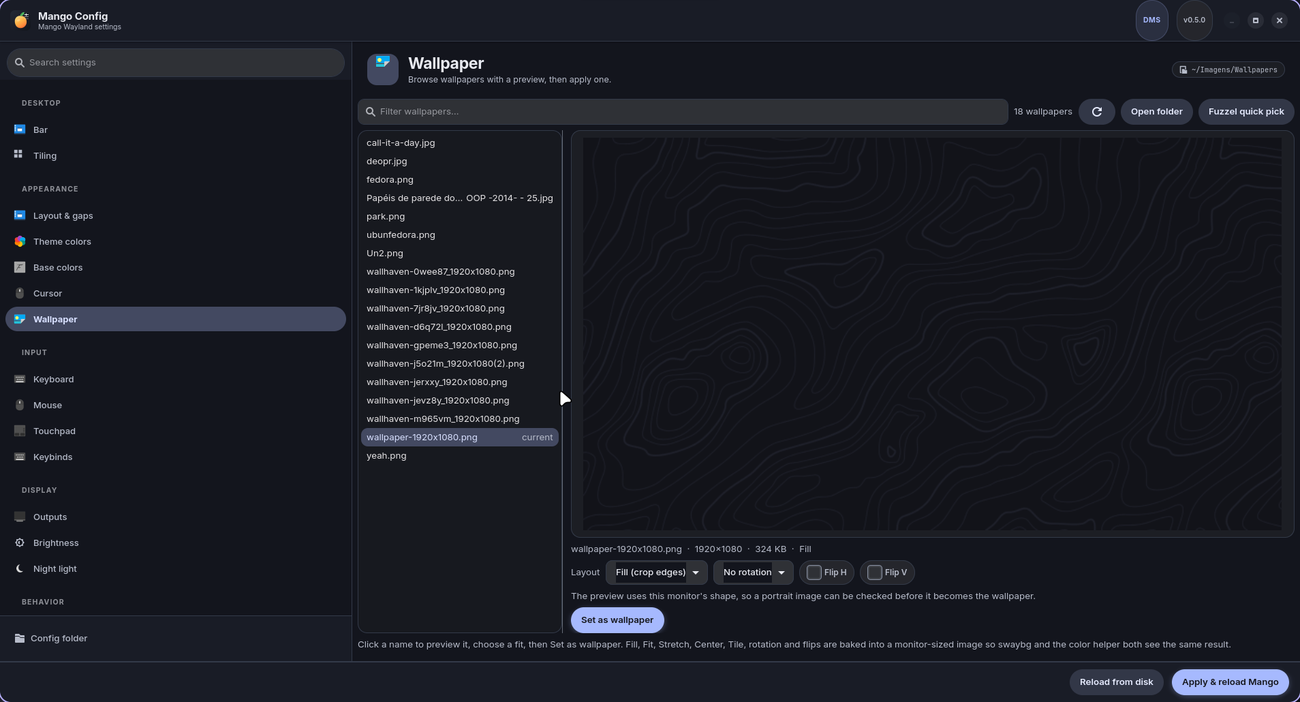 Mango Config
Mango Wayland settings
DMS
v0.5.0
Search settings
DESKTOP
Bar
Tiling
APPEARANCE
Layout & gaps
Theme colors
Base colors
Cursor
Wallpaper
INPUT
Keyboard
Mouse
Touchpad
Keybinds
DISPLAY
Outputs
Brightness
Night light
BEHAVIOR
Config folder
Wallpaper
Browse wallpapers with a preview, then apply one.
~/Imagens/Wallpapers
Filter wallpapers...
18 wallpapers
Open folder
Fuzzel quick pick
call-it-a-day.jpg
deopr.jpg
fedora.png
Papéis de parede do... OOP -2014- - 25.jpg
park.png
ubunfedora.png
Un2.png
wallhaven-0wee87_1920x1080.png
wallhaven-1kjplv_1920x1080.png
wallhaven-7jr8jv_1920x1080.png
wallhaven-d6q72l_1920x1080.png
wallhaven-gpeme3_1920x1080.png
wallhaven-j5o21m_1920x1080(2).png
wallhaven-jerxxy_1920x1080.png
wallhaven-jevz8y_1920x1080.png
wallhaven-m965vm_1920x1080.png
wallpaper-1920x1080.png current
yeah.png
wallpaper-1920x1080.png · 1920×1080 · 324 KB · Fill
Layout Fill (crop edges) No rotation Flip H Flip V
The preview uses this monitor's shape, so a portrait image can be checked before it becomes the wallpaper.
Set as wallpaper
Click a name to preview it, choose a fit, then Set as wallpaper. Fill, Fit, Stretch, Center, Tile, rotation and flips are baked into a monitor-sized image so swaybg and the color helper both see the same result.
Reload from disk
Apply & reload Mango